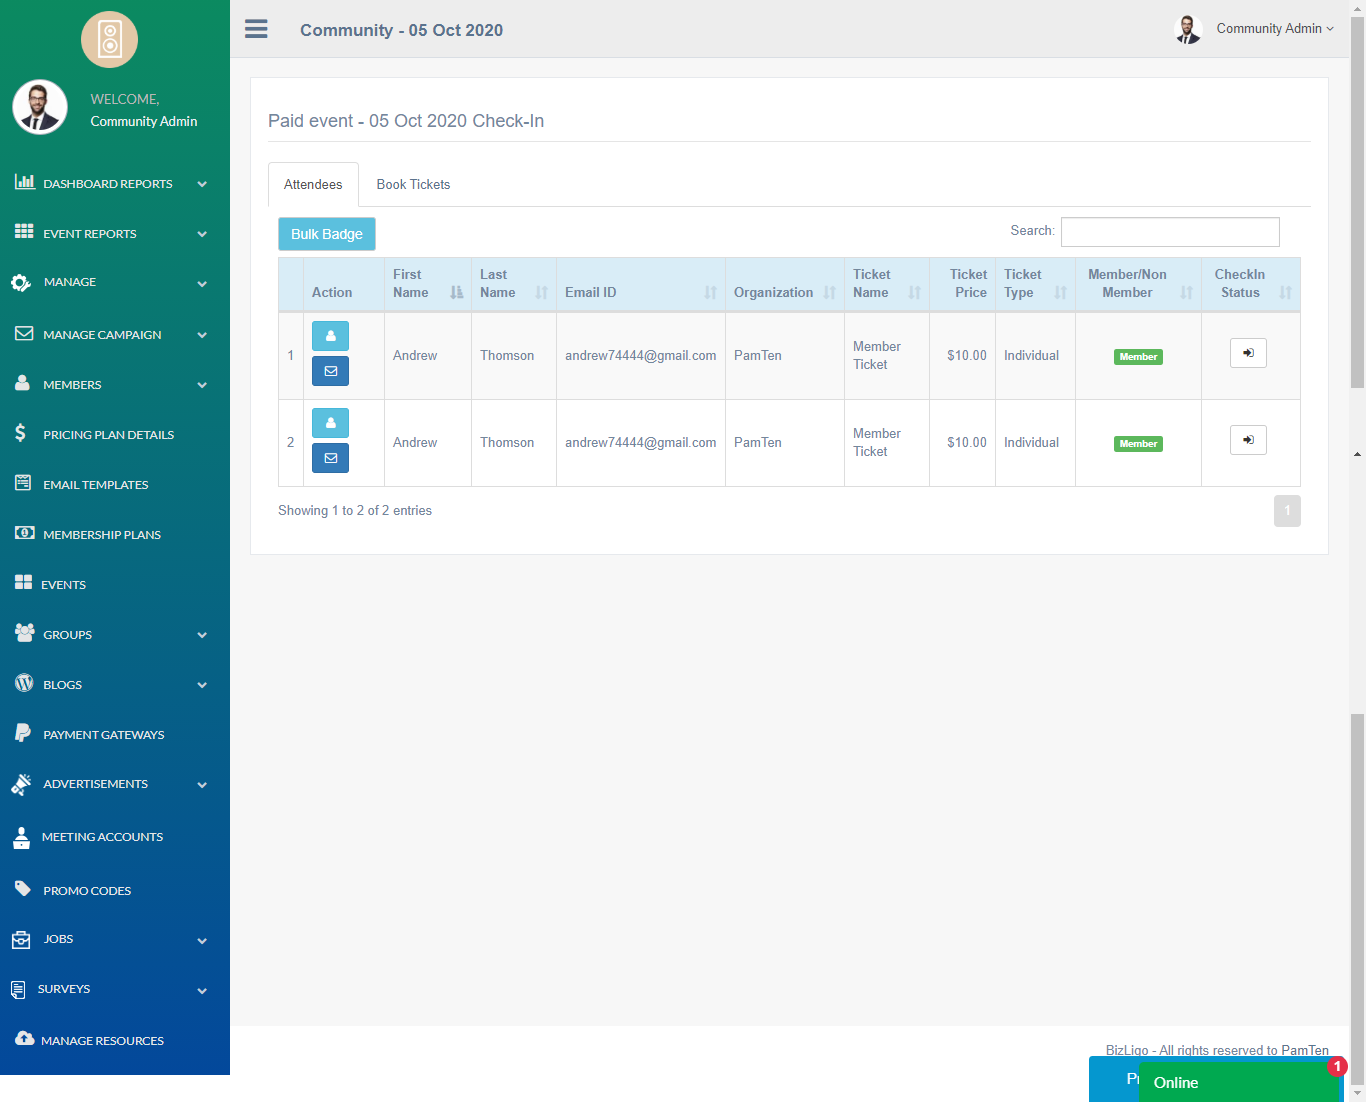 WELCOME,
Community Admin
DASHBOARD REPORTS
EVENT REPORTS
MANAGE
MANAGE CAMPAIGN
MEMBERS
PRICING PLAN DETAILS
EMAIL TEMPLATES
MEMBERSHIP PLANS
EVENTS
GROUPS
BLOGS
PAYMENT GATEWAYS
ADVERTISEMENTS
MEETING ACCOUNTS
PROMO CODES
JOBS
SURVEYS
MANAGE RESOURCES
Community - 05 Oct 2020
Community Admin
Paid event - 05 Oct 2020 Check-In
Attendees Book Tickets
Bulk Badge Search:
Action First Name Last Name Email ID Organization Ticket Name Ticket Price Ticket Type Member/Non Member CheckIn Status
1 Andrew Thomson andrew74444@gmail.com PamTen Member Ticket $10.00 Individual Member
2 Andrew Thomson andrew74444@gmail.com PamTen Member Ticket $10.00 Individual Member
Showing 1 to 2 of 2 entries 1
BizLigo - All rights reserved to PamTen
Online 1